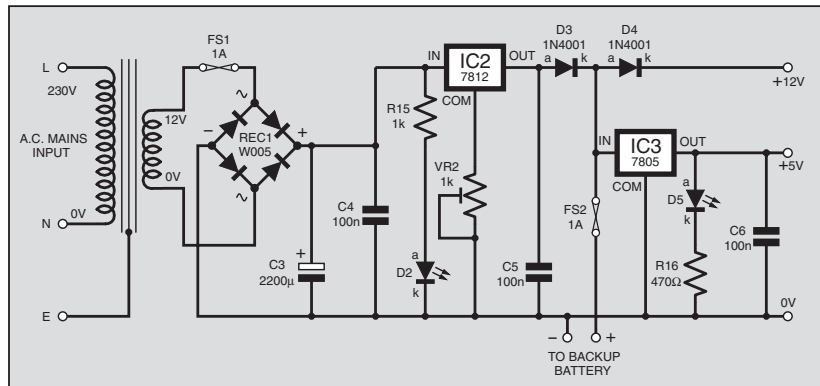 FS1
1A
L
230V
12V
A.C. MAINS
INPUT
0V
N
0V
E
~
−
REC1
W005
+
~
+
C3
2200μ
C4
100n
R15
1k
a
D2
k
IN
IC2
7812
OUT
COM
VR2
1k
C5
100n
D3
1N4001
a
k
D4
1N4001
a
k
+12V
IN
IC3
7805
OUT
COM
+5V
FS2
1A
a
D5
k
R16
470Ω
C6
100n
0V
− +
TO BACKUP
BATTERY